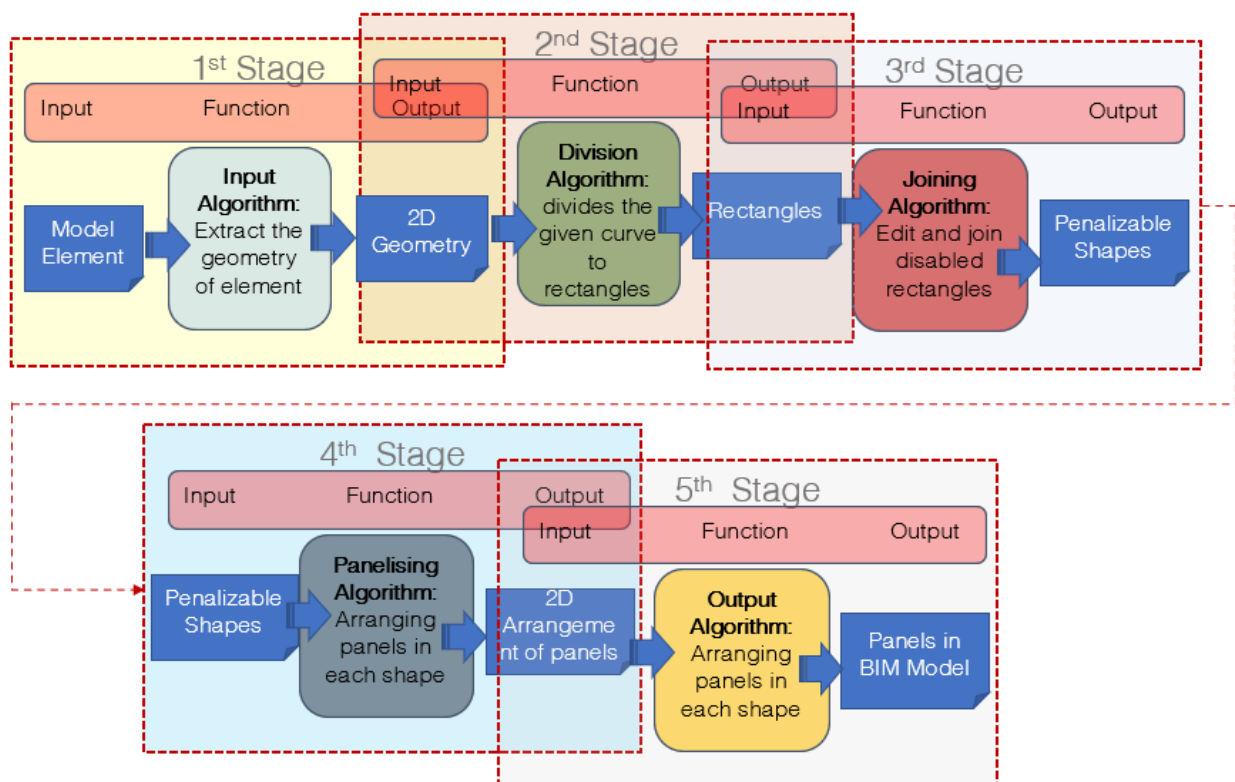 1st Stage
Input Function Output
Input
Algorithm:
Extract the
geometry
of element
Model
Element
2D
Geometry
2nd Stage
Input Function Output
Division
Algorithm:
divides the
given curve
to
rectangles
Rectangles
3rd Stage
Input Function Output
Joining
Algorithm:
Edit and join
disabled
rectangles
Penalizable
Shapes
4th Stage
Input Function Output
Penalizable
Shapes
Panelising
Algorithm:
Arranging
panels in
each shape
2D
Arrangeme
nt of panels
5th Stage
Input Function Output
Output
Algorithm:
Arranging
panels in
each shape
Panels in
BIM Model